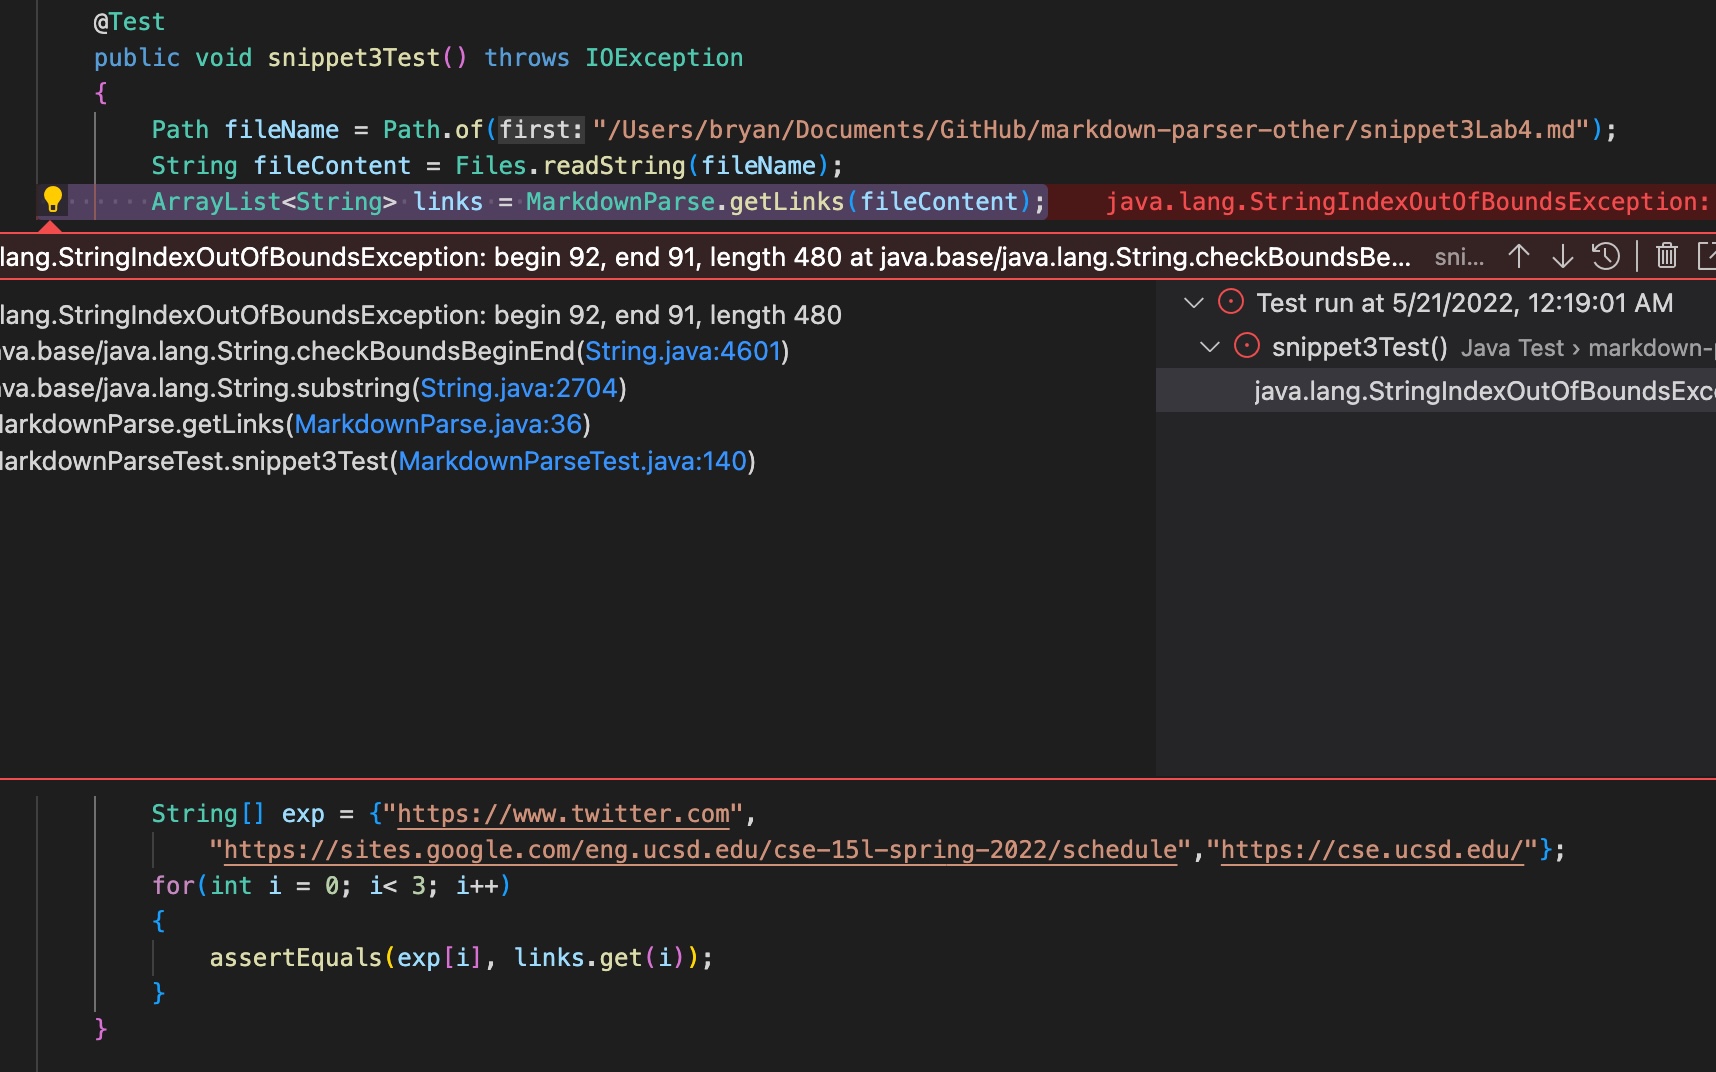 @Test
public void snippet3Test() throws IOException
{
Path fileName = Path.of(first: "/Users/bryan/Documents/GitHub/markdown-parser-other/snippet3Lab4.md");
String fileContent = Files.readString(fileName);
ArrayList<String> links = MarkdownParse.getLinks(fileContent); java.lang.StringIndexOutOfBoundsException:
lang.StringIndexOutOfBoundsException: begin 92, end 91, length 480 at java.base/java.lang.String.checkBoundsBe... sni...
lang.StringIndexOutOfBoundsException: begin 92, end 91, length 480
va.base/java.lang.String.checkBoundsBeginEnd(String.java:4601)
va.base/java.lang.String.substring(String.java:2704)
arkdownParse.getLinks(MarkdownParse.java:36)
arkdownParseTest.snippet3Test(MarkdownParseTest.java:140)
Test run at 5/21/2022, 12:19:01 AM
snippet3Test() Java Test › markdown-p
java.lang.StringIndexOutOfBoundsExc
String[] exp = {"https://www.twitter.com",
"https://sites.google.com/eng.ucsd.edu/cse-15l-spring-2022/schedule","https://cse.ucsd.edu/"};
for(int i = 0; i< 3; i++)
{
assertEquals(exp[i], links.get(i));
}
}